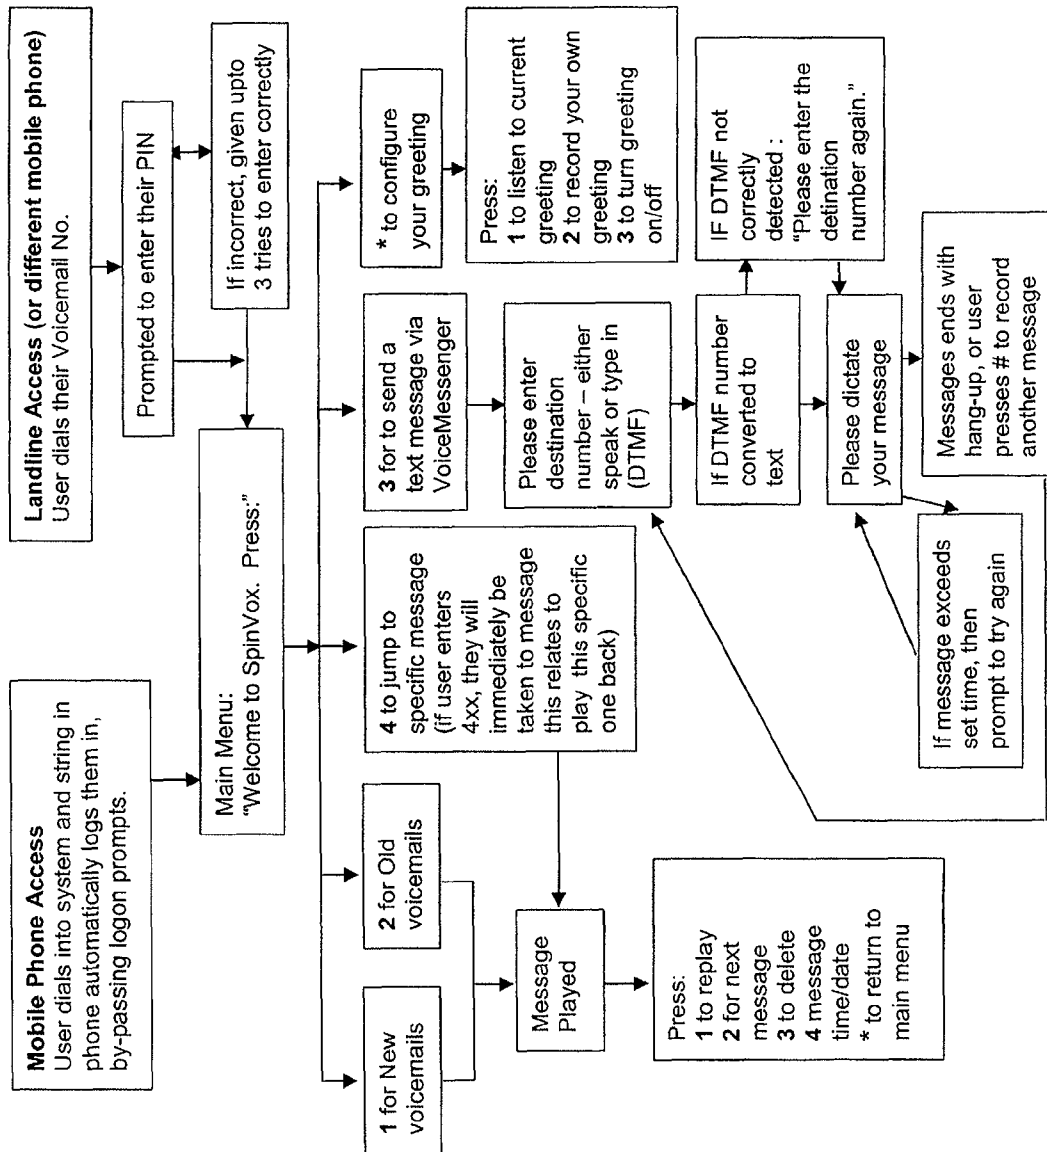 Mobile Phone Access
User dials into system and string in
phone automatically logs them in,
by-passing logon prompts.
Landline Access (or different mobile phone)
User dials their Voicemail No.
Prompted to enter their PIN
If incorrect, given upto
3 tries to enter correctly
Main Menu:
“Welcome to SpinVox. Press:”
1 for New
voicemails
2 for Old
voicemails
4 to jump to
specific message
(if user enters
4xx, they will
immediately be
taken to message
this relates to
play this specific
one back)
3 for to send a
text message via
VoiceMessenger
* to configure
your greeting
Message
Played
Press:
1 to replay
2 for next
message
3 to delete
4 message
time/date
* to return to
main menu
Please enter
destination
number – either
speak or type in
(DTMF)
Press:
1 to listen to current
greeting
2 to record your own
greeting
3 to turn greeting
on/off
If DTMF number
converted to
text
IF DTMF not
correctly
detected :
“Please enter the
detination
number again.”
Please dictate
your message
If message exceeds
set time, then
prompt to try again
Messages ends with
hang-up, or user
presses # to record
another message